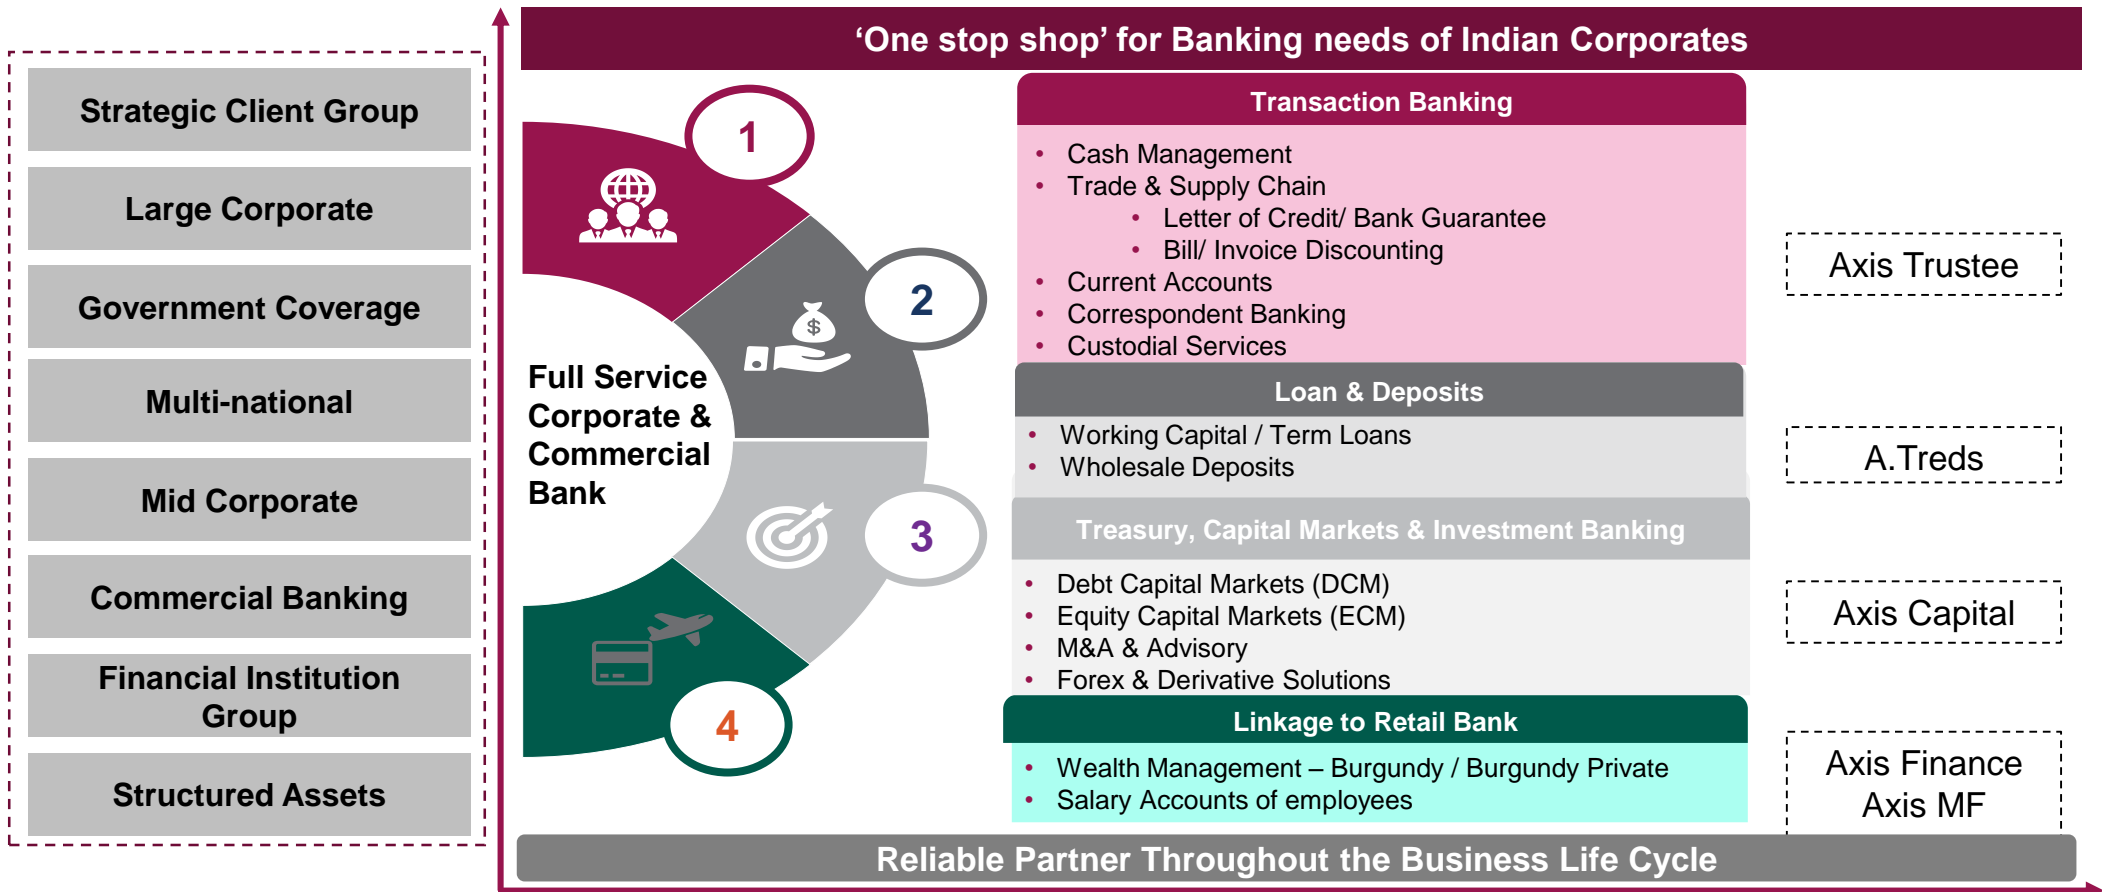 ‘One stop shop’ for Banking needs of Indian Corporates
Strategic Client Group
Large Corporate
Government Coverage
Multi-national
Mid Corporate
Commercial Banking
Financial Institution
Group
Structured Assets
Full Service
Corporate &
Commercial
Bank
1
2
$
3
4
Transaction Banking
• Cash Management
• Trade & Supply Chain
• Letter of Credit/ Bank Guarantee
• Bill/ Invoice Discounting
• Current Accounts
• Correspondent Banking
• Custodial Services
Loan & Deposits
• Working Capital / Term Loans
• Wholesale Deposits
Treasury, Capital Markets & Investment Banking
• Debt Capital Markets (DCM)
• Equity Capital Markets (ECM)
• M&A & Advisory
• Forex & Derivative Solutions
Linkage to Retail Bank
• Wealth Management – Burgundy / Burgundy Private
• Salary Accounts of employees
Axis Trustee
A.Treds
Axis Capital
Axis Finance
Axis MF
Reliable Partner Throughout the Business Life Cycle